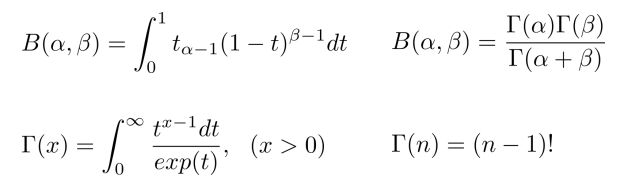 B(α, β) = ∫₀¹ t_{α−1}(1 − t)^{β−1}dt    B(α, β) = Γ(α)Γ(β) / Γ(α + β)
Γ(x) = ∫₀^∞ t^{x−1}dt / exp(t),   (x > 0)    Γ(n) = (n − 1)!